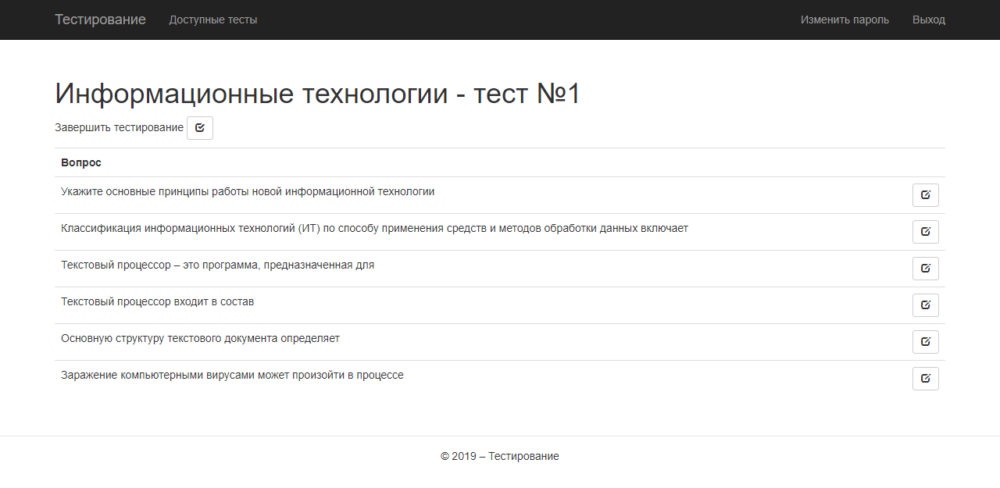 Тестирование Доступные тесты Изменить пароль Выход
Информационные технологии - тест №1
Завершить тестирование
Вопрос
Укажите основные принципы работы новой информационной технологии
Классификация информационных технологий (ИТ) по способу применения средств и методов обработки данных включает
Текстовый процессор – это программа, предназначенная для
Текстовый процессор входит в состав
Основную структуру текстового документа определяет
Заражение компьютерными вирусами может произойти в процессе
© 2019 – Тестирование